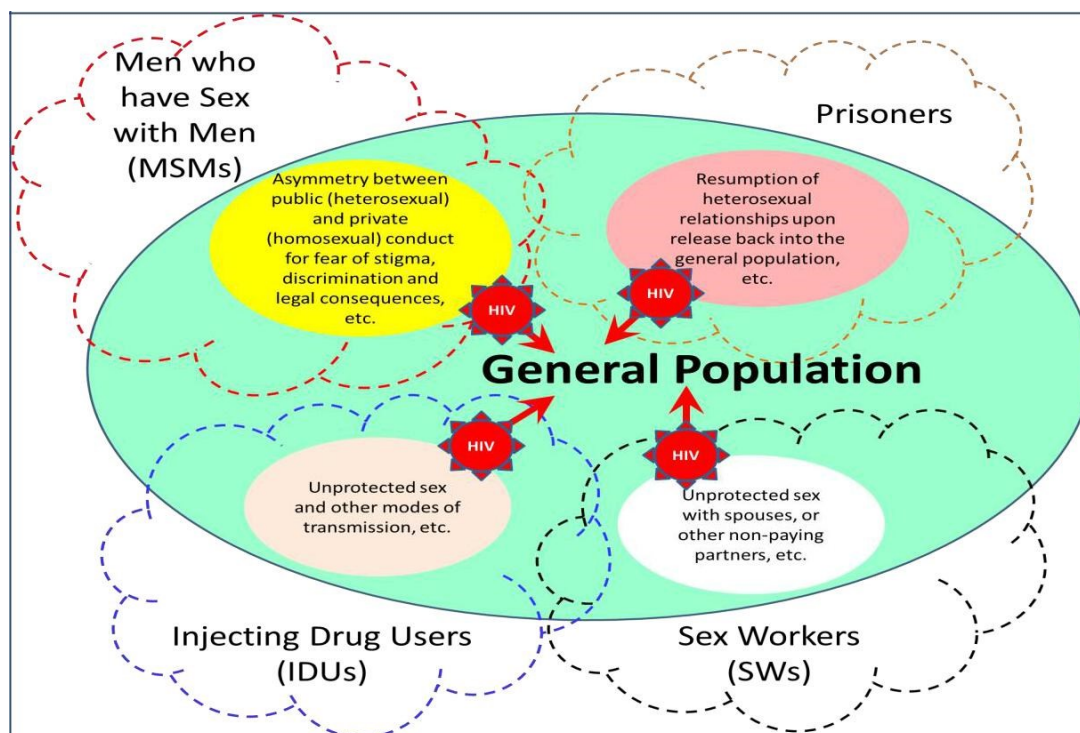 Men who
have Sex
with Men
(MSMs)
Prisoners
Asymmetry between
public (heterosexual)
and private
(homosexual) conduct
for fear of stigma,
discrimination and
legal consequences,
etc.
Resumption of
heterosexual
relationships upon
release back into the
general population,
etc.
HIV
HIV
General Population
HIV
HIV
Unprotected sex
and other modes of
transmission, etc.
Unprotected sex
with spouses, or
other non-paying
partners, etc.
Injecting Drug Users
(IDUs)
Sex Workers
(SWs)